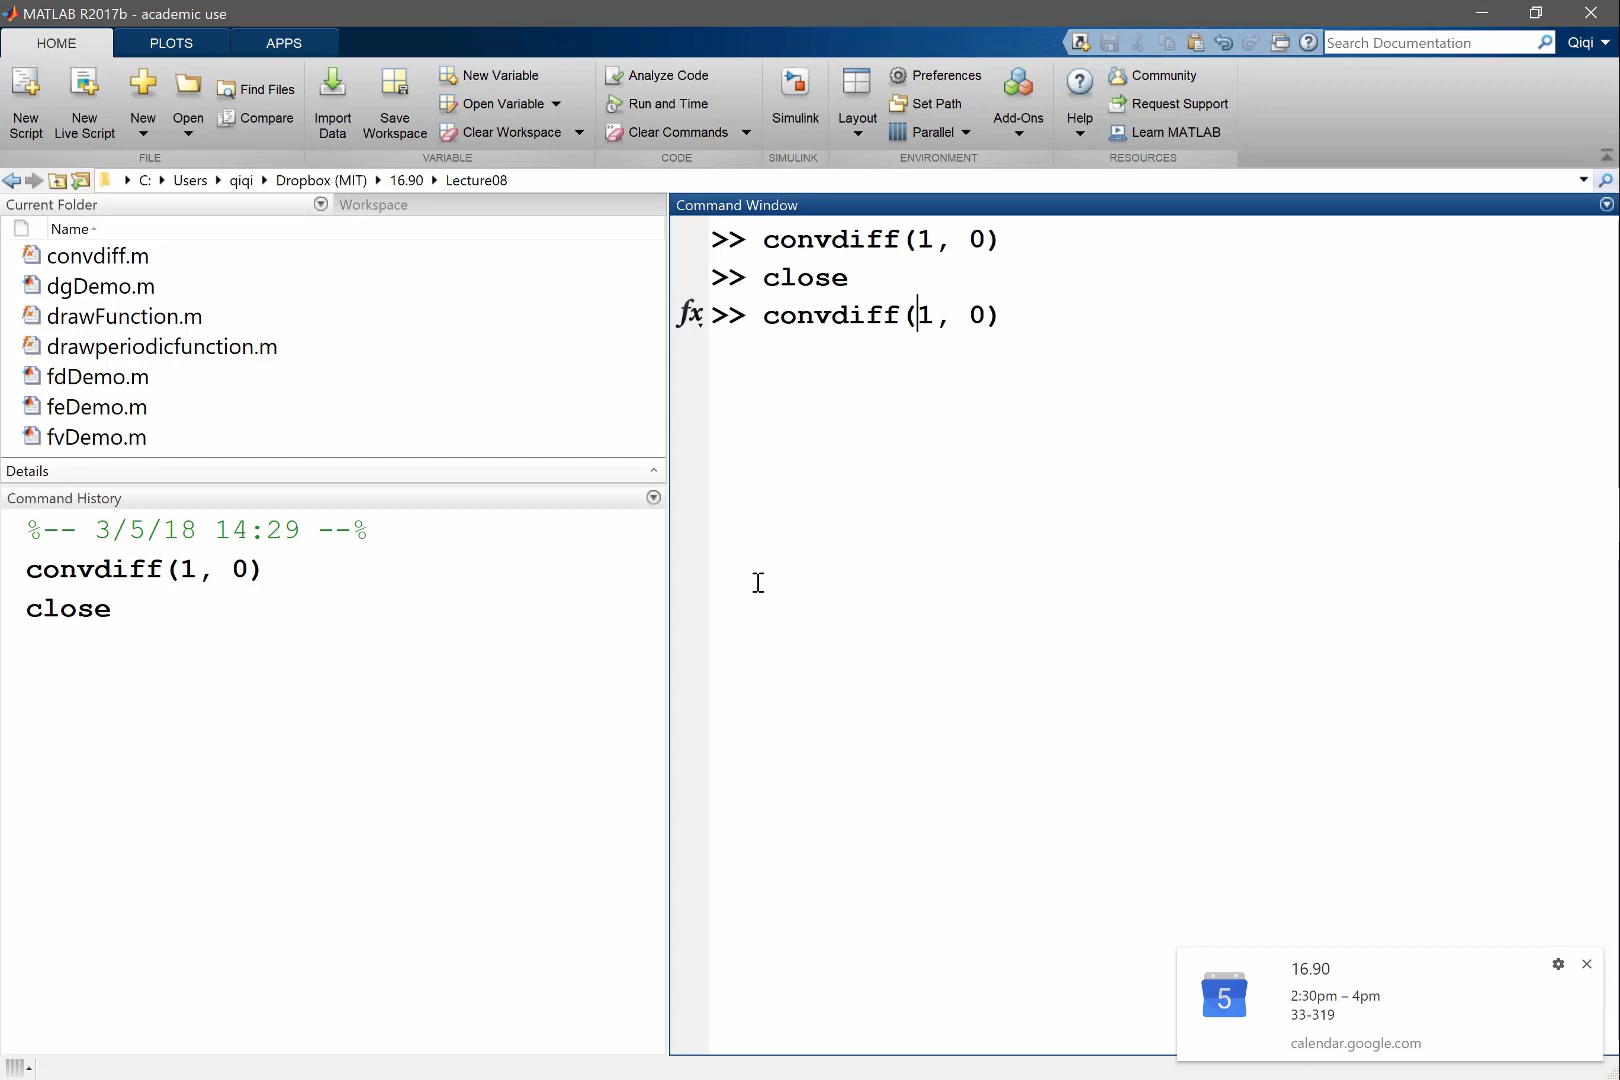 MATLAB R2017b - academic use
HOME
PLOTS
APPS
Search Documentation
Qiqi
New Script
New Live Script
New
Open
Find Files
Compare
FILE
Import Data
Save Workspace
New Variable
Open Variable
Clear Workspace
VARIABLE
Analyze Code
Run and Time
Clear Commands
CODE
Simulink
SIMULINK
Layout
Preferences
Set Path
Parallel
Add-Ons
ENVIRONMENT
Help
Community
Request Support
Learn MATLAB
RESOURCES
C: Users qiqi Dropbox (MIT) 16.90 Lecture08
Current Folder
Workspace
Name
convdiff.m
dgDemo.m
drawFunction.m
drawperiodicfunction.m
fdDemo.m
feDemo.m
fvDemo.m
Details
Command History
%-- 3/5/18 14:29 --%
convdiff(1, 0)
close
Command Window
>> convdiff(1, 0)
>> close
fx >> convdiff(1, 0)
5
16.90
2:30pm – 4pm
33-319
calendar.google.com